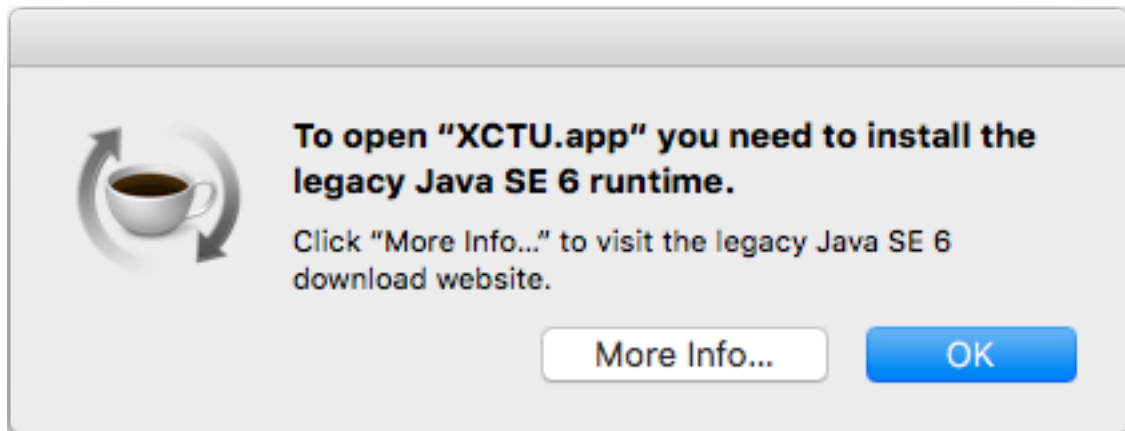 To open “XCTU.app” you need to install the
legacy Java SE 6 runtime.
Click “More Info...” to visit the legacy Java SE 6
download website.
More Info...
OK